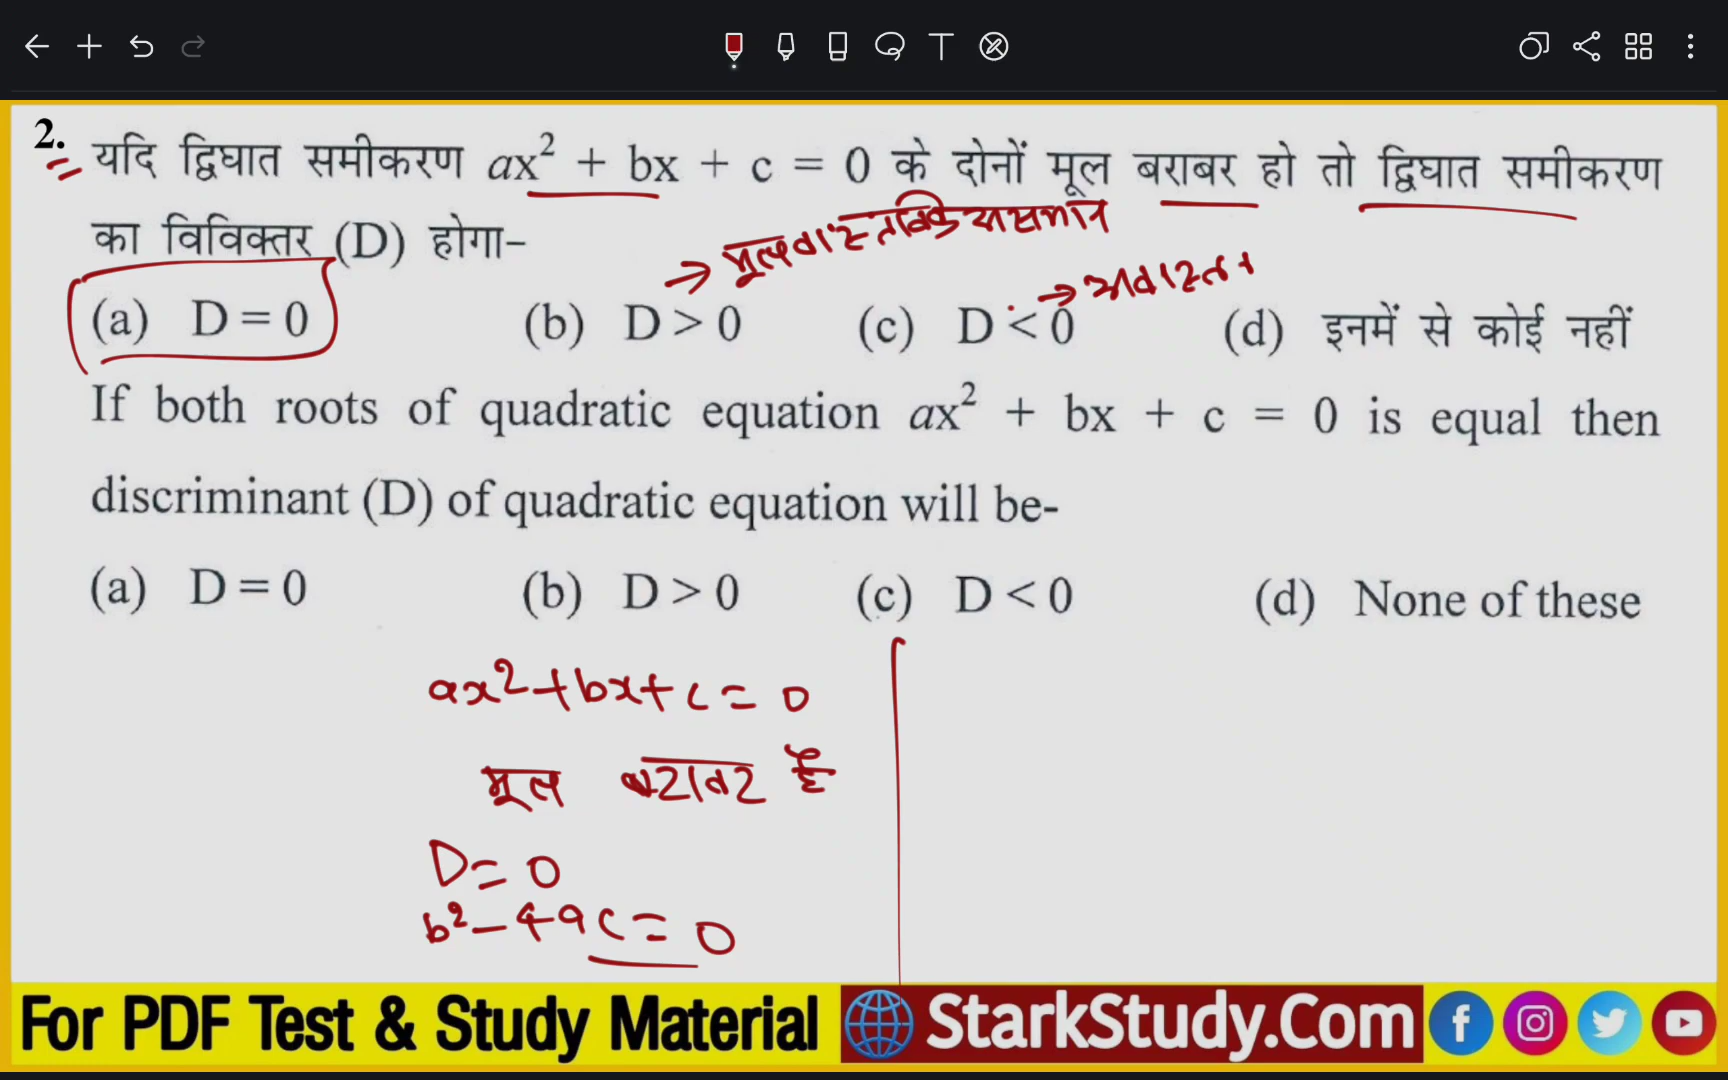 2. यदि द्विघात समीकरण ax² + bx + c = 0 के दोनों मूल बराबर हो तो द्विघात समीकरण
का विविक्तर (D) होगा-
→ मूल वास्तविक असमान
→ अवास्त
(a) D = 0 (b) D > 0 (c) D < 0 (d) इनमें से कोई नहीं
If both roots of quadratic equation ax² + bx + c = 0 is equal then
discriminant (D) of quadratic equation will be-
(a) D = 0 (b) D > 0 (c) D < 0 (d) None of these
ax² + bx + c = 0
मूल बराबर है
D = 0
b² - 4ac = 0
For PDF Test & Study Material StarkStudy.Com